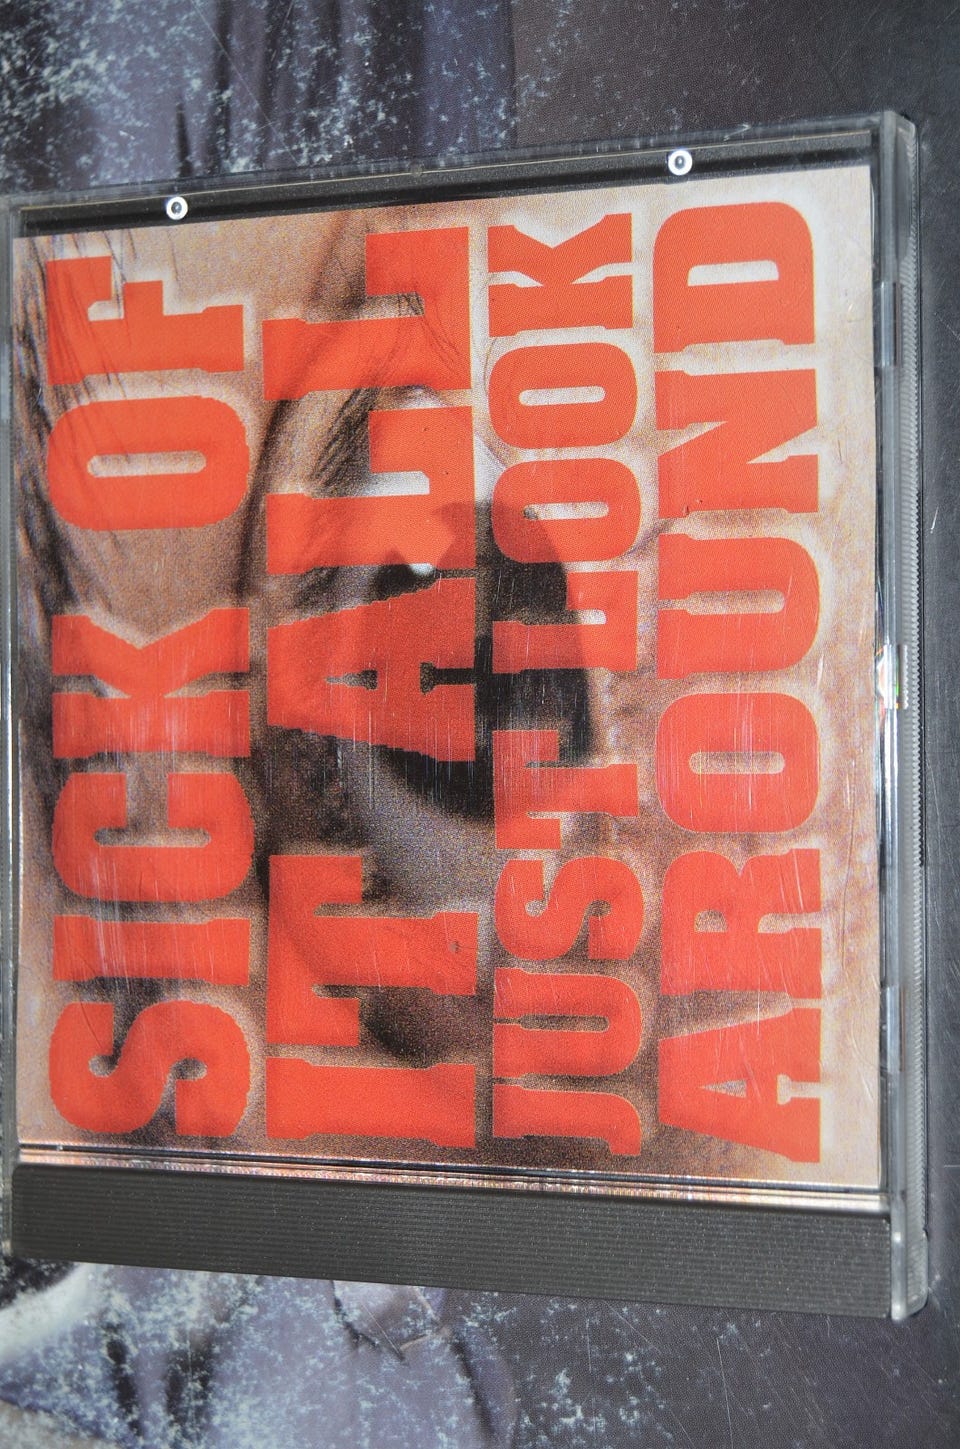 SICK OF
IT ALL
JUST LOOK
AROUND